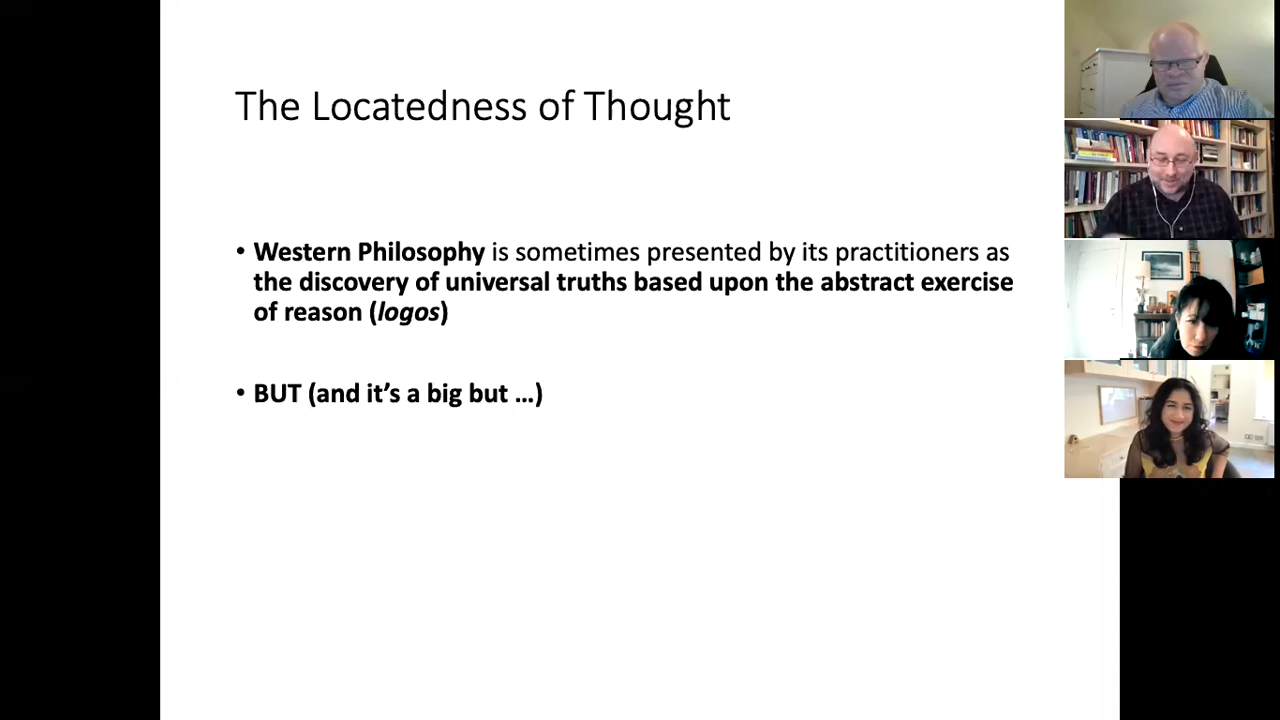 The Locatedness of Thought
• Western Philosophy is sometimes presented by its practitioners as
the discovery of universal truths based upon the abstract exercise
of reason (logos)
• BUT (and it’s a big but …)